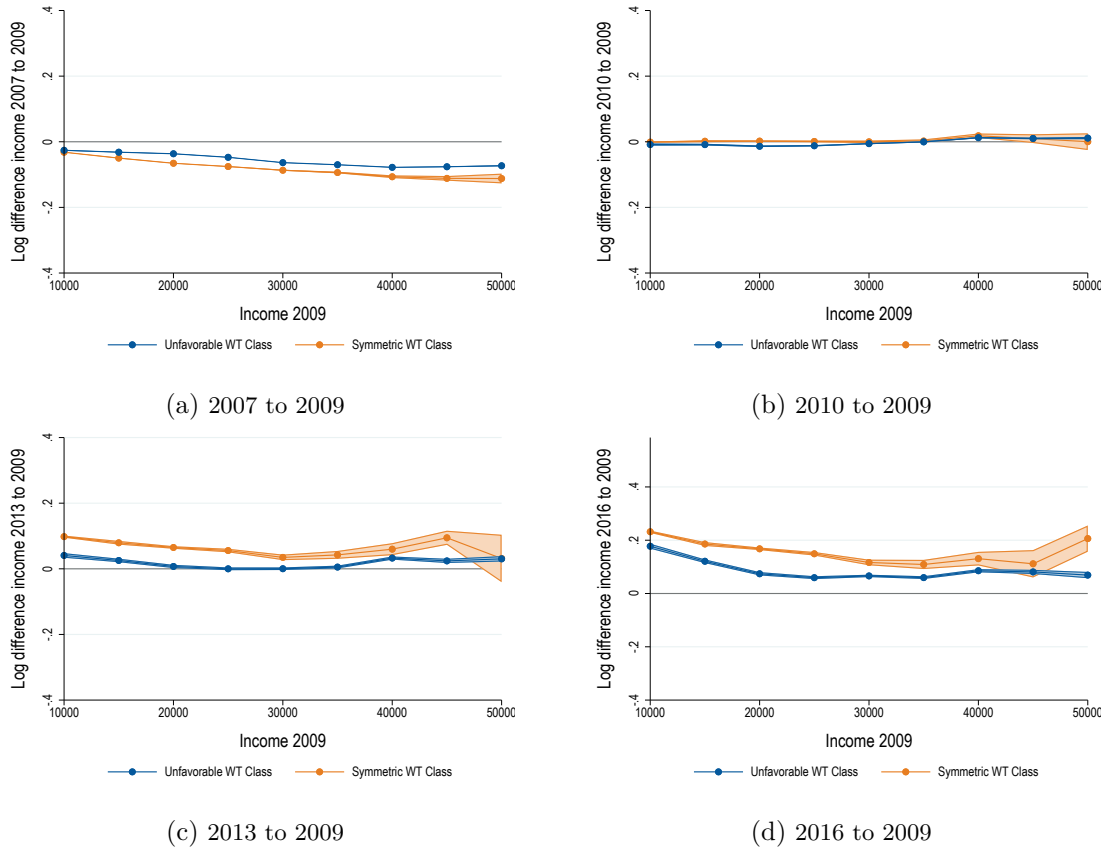 Log difference income 2007 to 2009
.4
.2
0
-.2
-.4
10000 20000 30000 40000 50000
Income 2009
Unfavorable WT Class Symmetric WT Class
(a) 2007 to 2009
Log difference income 2010 to 2009
.4
.2
0
-.2
-.4
10000 20000 30000 40000 50000
Income 2009
Unfavorable WT Class Symmetric WT Class
(b) 2010 to 2009
Log difference income 2013 to 2009
.4
.2
0
-.2
-.4
10000 20000 30000 40000 50000
Income 2009
Unfavorable WT Class Symmetric WT Class
(c) 2013 to 2009
Log difference income 2016 to 2009
.4
.2
0
-.2
-.4
10000 20000 30000 40000 50000
Income 2009
Unfavorable WT Class Symmetric WT Class
(d) 2016 to 2009